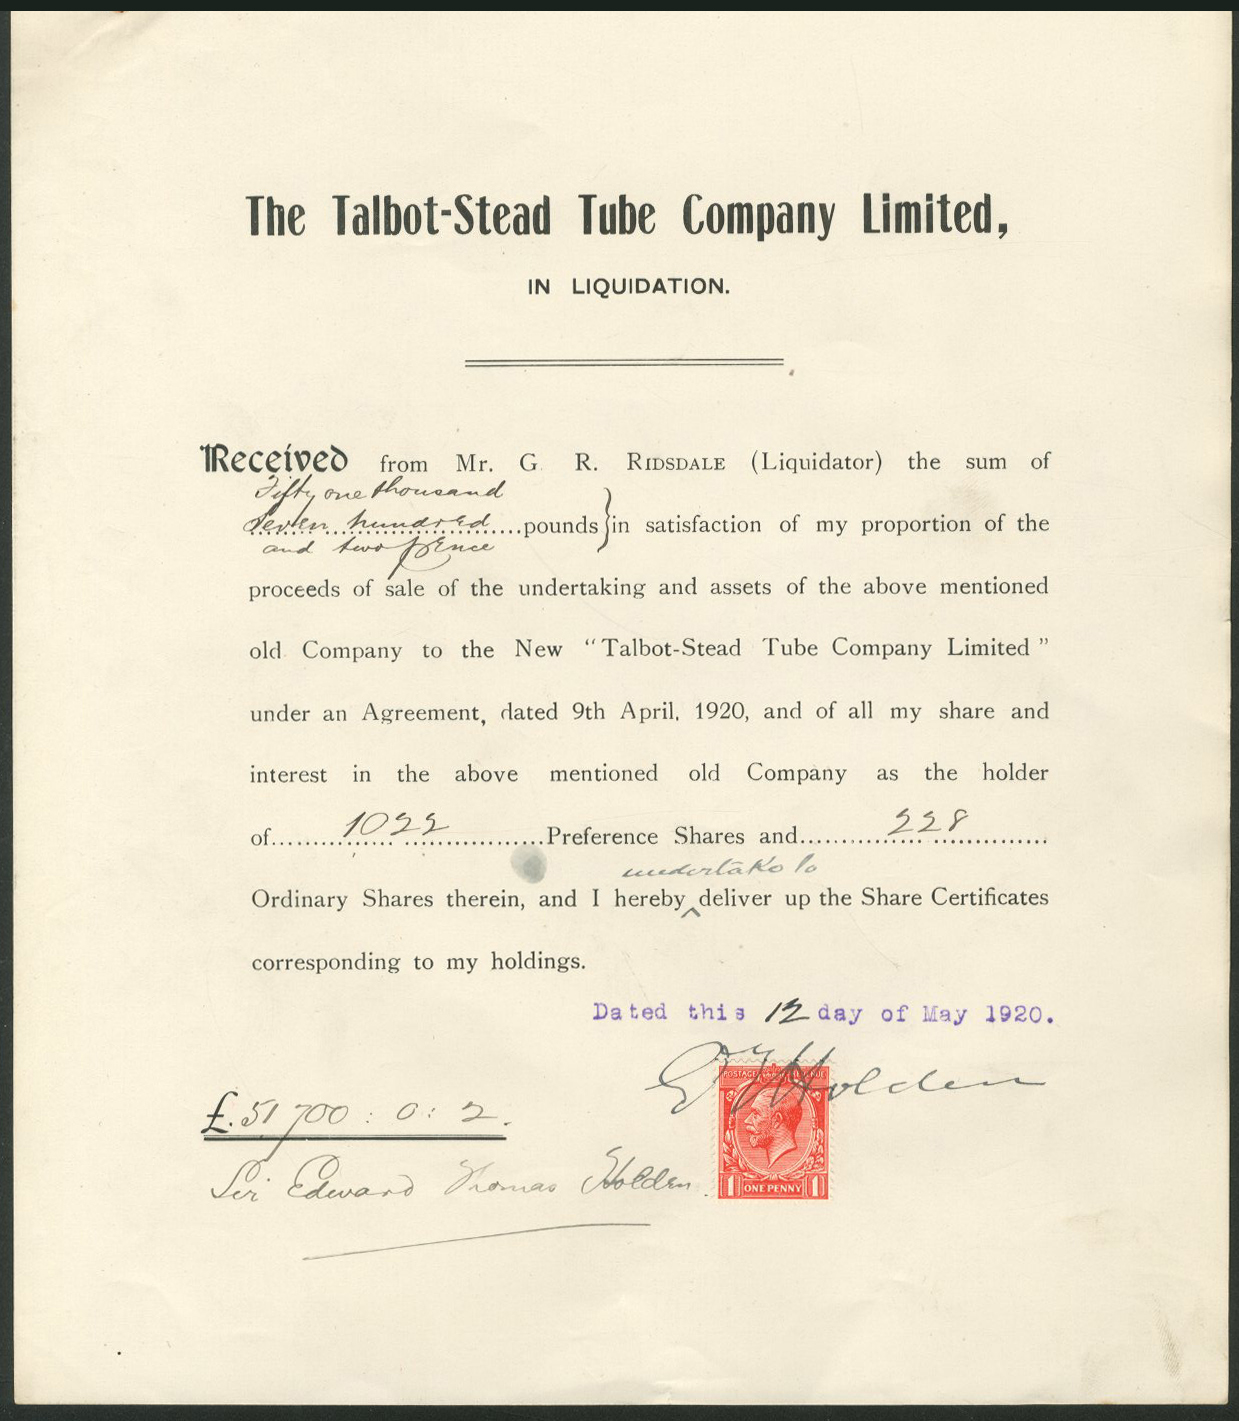 The Talbot-Stead Tube Company Limited,
IN LIQUIDATION.
Received from Mr. G R. RIDSDALE (Liquidator) the sum of
Fifty one thousand
Seven hundred....pounds } in satisfaction of my proportion of the
and two pence
proceeds of sale of the undertaking and assets of the above mentioned
old Company to the New "Talbot-Stead Tube Company Limited"
under an Agreement, dated 9th April, 1920, and of all my share and
interest in the above mentioned old Company as the holder
of........1022........Preference Shares and........228........
undertake to
Ordinary Shares therein, and I hereby ‸ deliver up the Share Certificates
corresponding to my holdings.
Dated this 12 day of May 1920.
E T Holden
POSTAGE REVENUE
1 ONE PENNY 1
£.51700 : 0 : 2.
Sir Edward Thomas Holden.